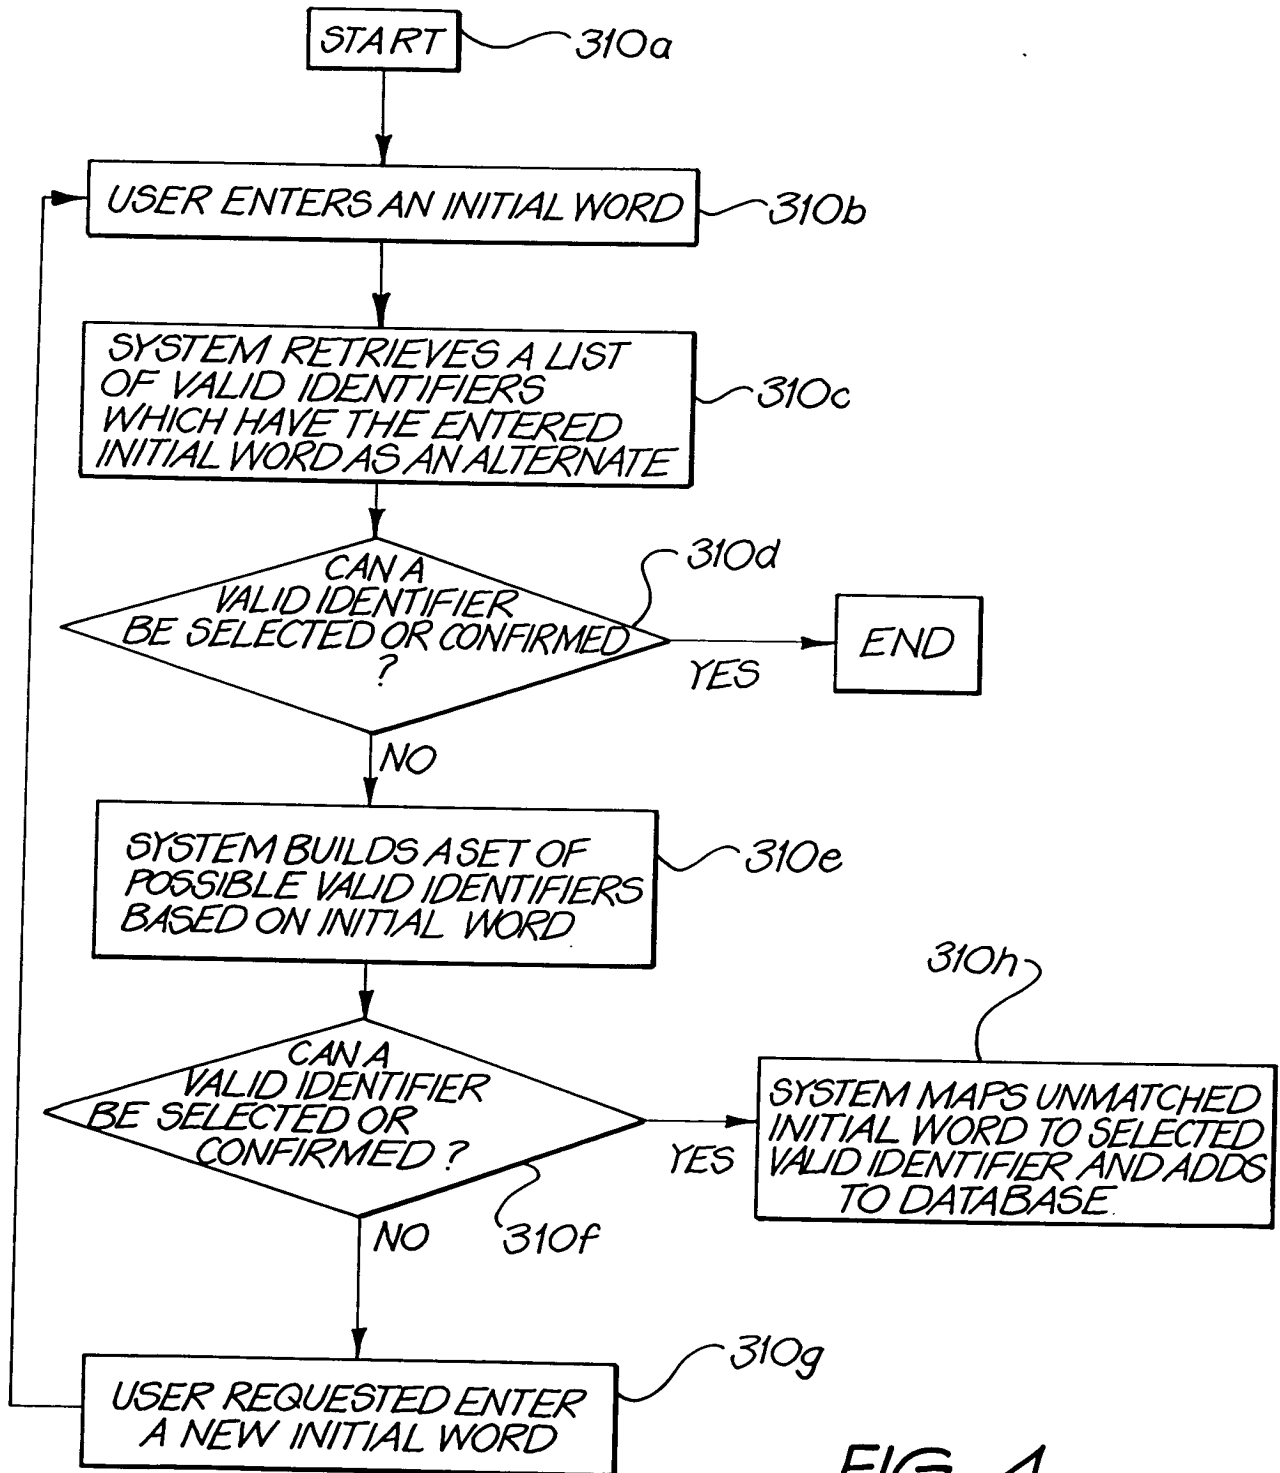 START
310a
USER ENTERS AN INITIAL WORD
310b
SYSTEM RETRIEVES A LIST
OF VALID IDENTIFIERS
WHICH HAVE THE ENTERED
INITIAL WORD AS AN ALTERNATE
310c
CAN A
VALID IDENTIFIER
BE SELECTED OR CONFIRMED
?
310d
YES
END
NO
SYSTEM BUILDS A SET OF
POSSIBLE VALID IDENTIFIERS
BASED ON INITIAL WORD
310e
CAN A
VALID IDENTIFIER
BE SELECTED OR
CONFIRMED ?
310f
YES
310h
SYSTEM MAPS UNMATCHED
INITIAL WORD TO SELECTED
VALID IDENTIFIER AND ADDS
TO DATABASE.
NO
USER REQUESTED ENTER
A NEW INITIAL WORD
310g
FIG. 4